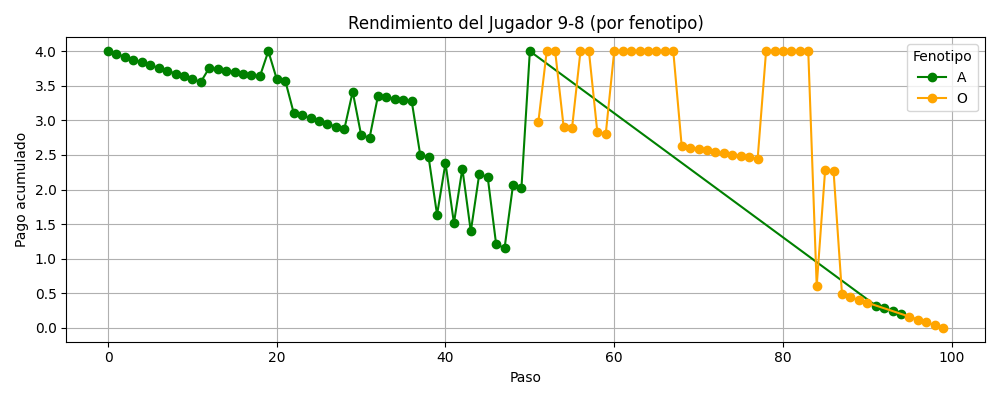 Rendimiento del Jugador 9-8 (por fenotipo)
Pago acumulado
4.0
3.5
3.0
2.5
2.0
1.5
1.0
0.5
0.0
Fenotipo
A
O
0 20 40 60 80 100
Paso